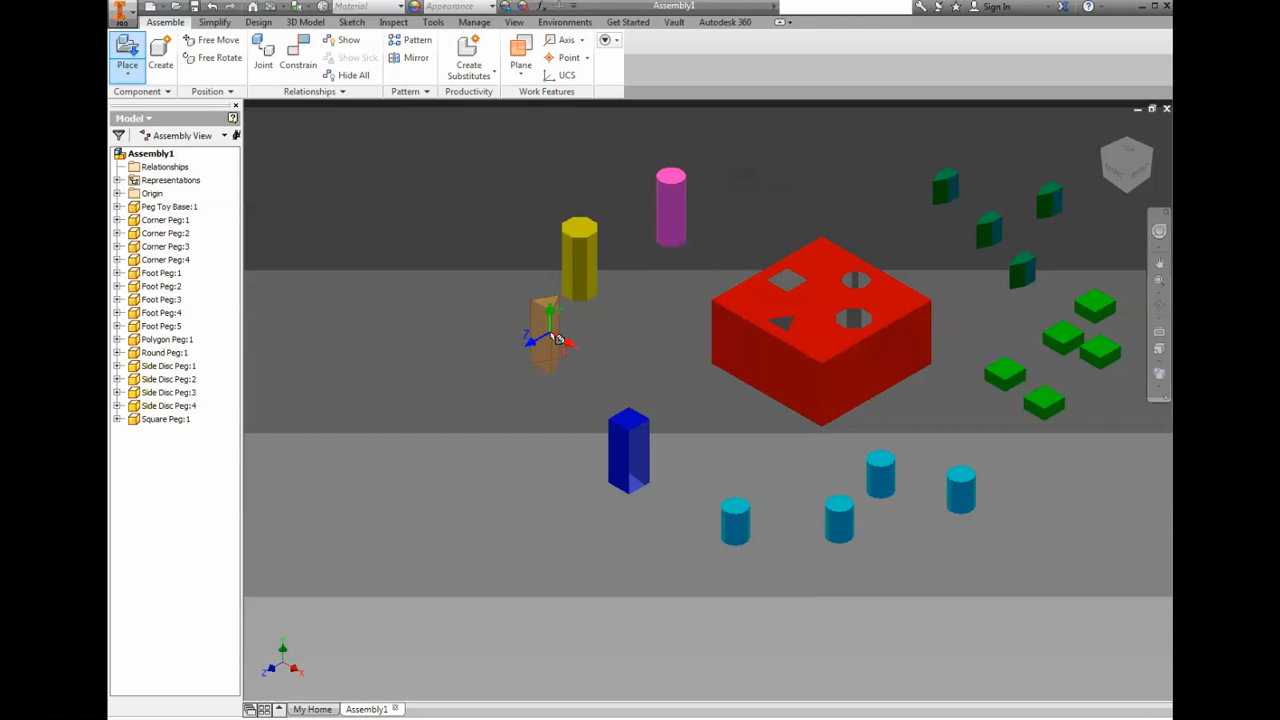 Material
Appearance
Assembly1
Sign In
PRO
Assemble Simplify Design 3D Model Sketch Inspect Tools Manage View Environments Get Started Vault Autodesk 360
Place
Create
Free Move
Free Rotate
Joint
Constrain
Show
Show Sick
Hide All
Pattern
Mirror
Create
Substitutes
Plane
Axis
Point
UCS
Component
Position
Relationships
Pattern
Productivity
Work Features
Model
Assembly View
Assembly1
Relationships
Representations
Origin
Peg Toy Base:1
Corner Peg:1
Corner Peg:2
Corner Peg:3
Corner Peg:4
Foot Peg:1
Foot Peg:2
Foot Peg:3
Foot Peg:4
Foot Peg:5
Polygon Peg:1
Round Peg:1
Side Disc Peg:1
Side Disc Peg:2
Side Disc Peg:3
Side Disc Peg:4
Square Peg:1
Z
Y
Z
X
My Home
Assembly1